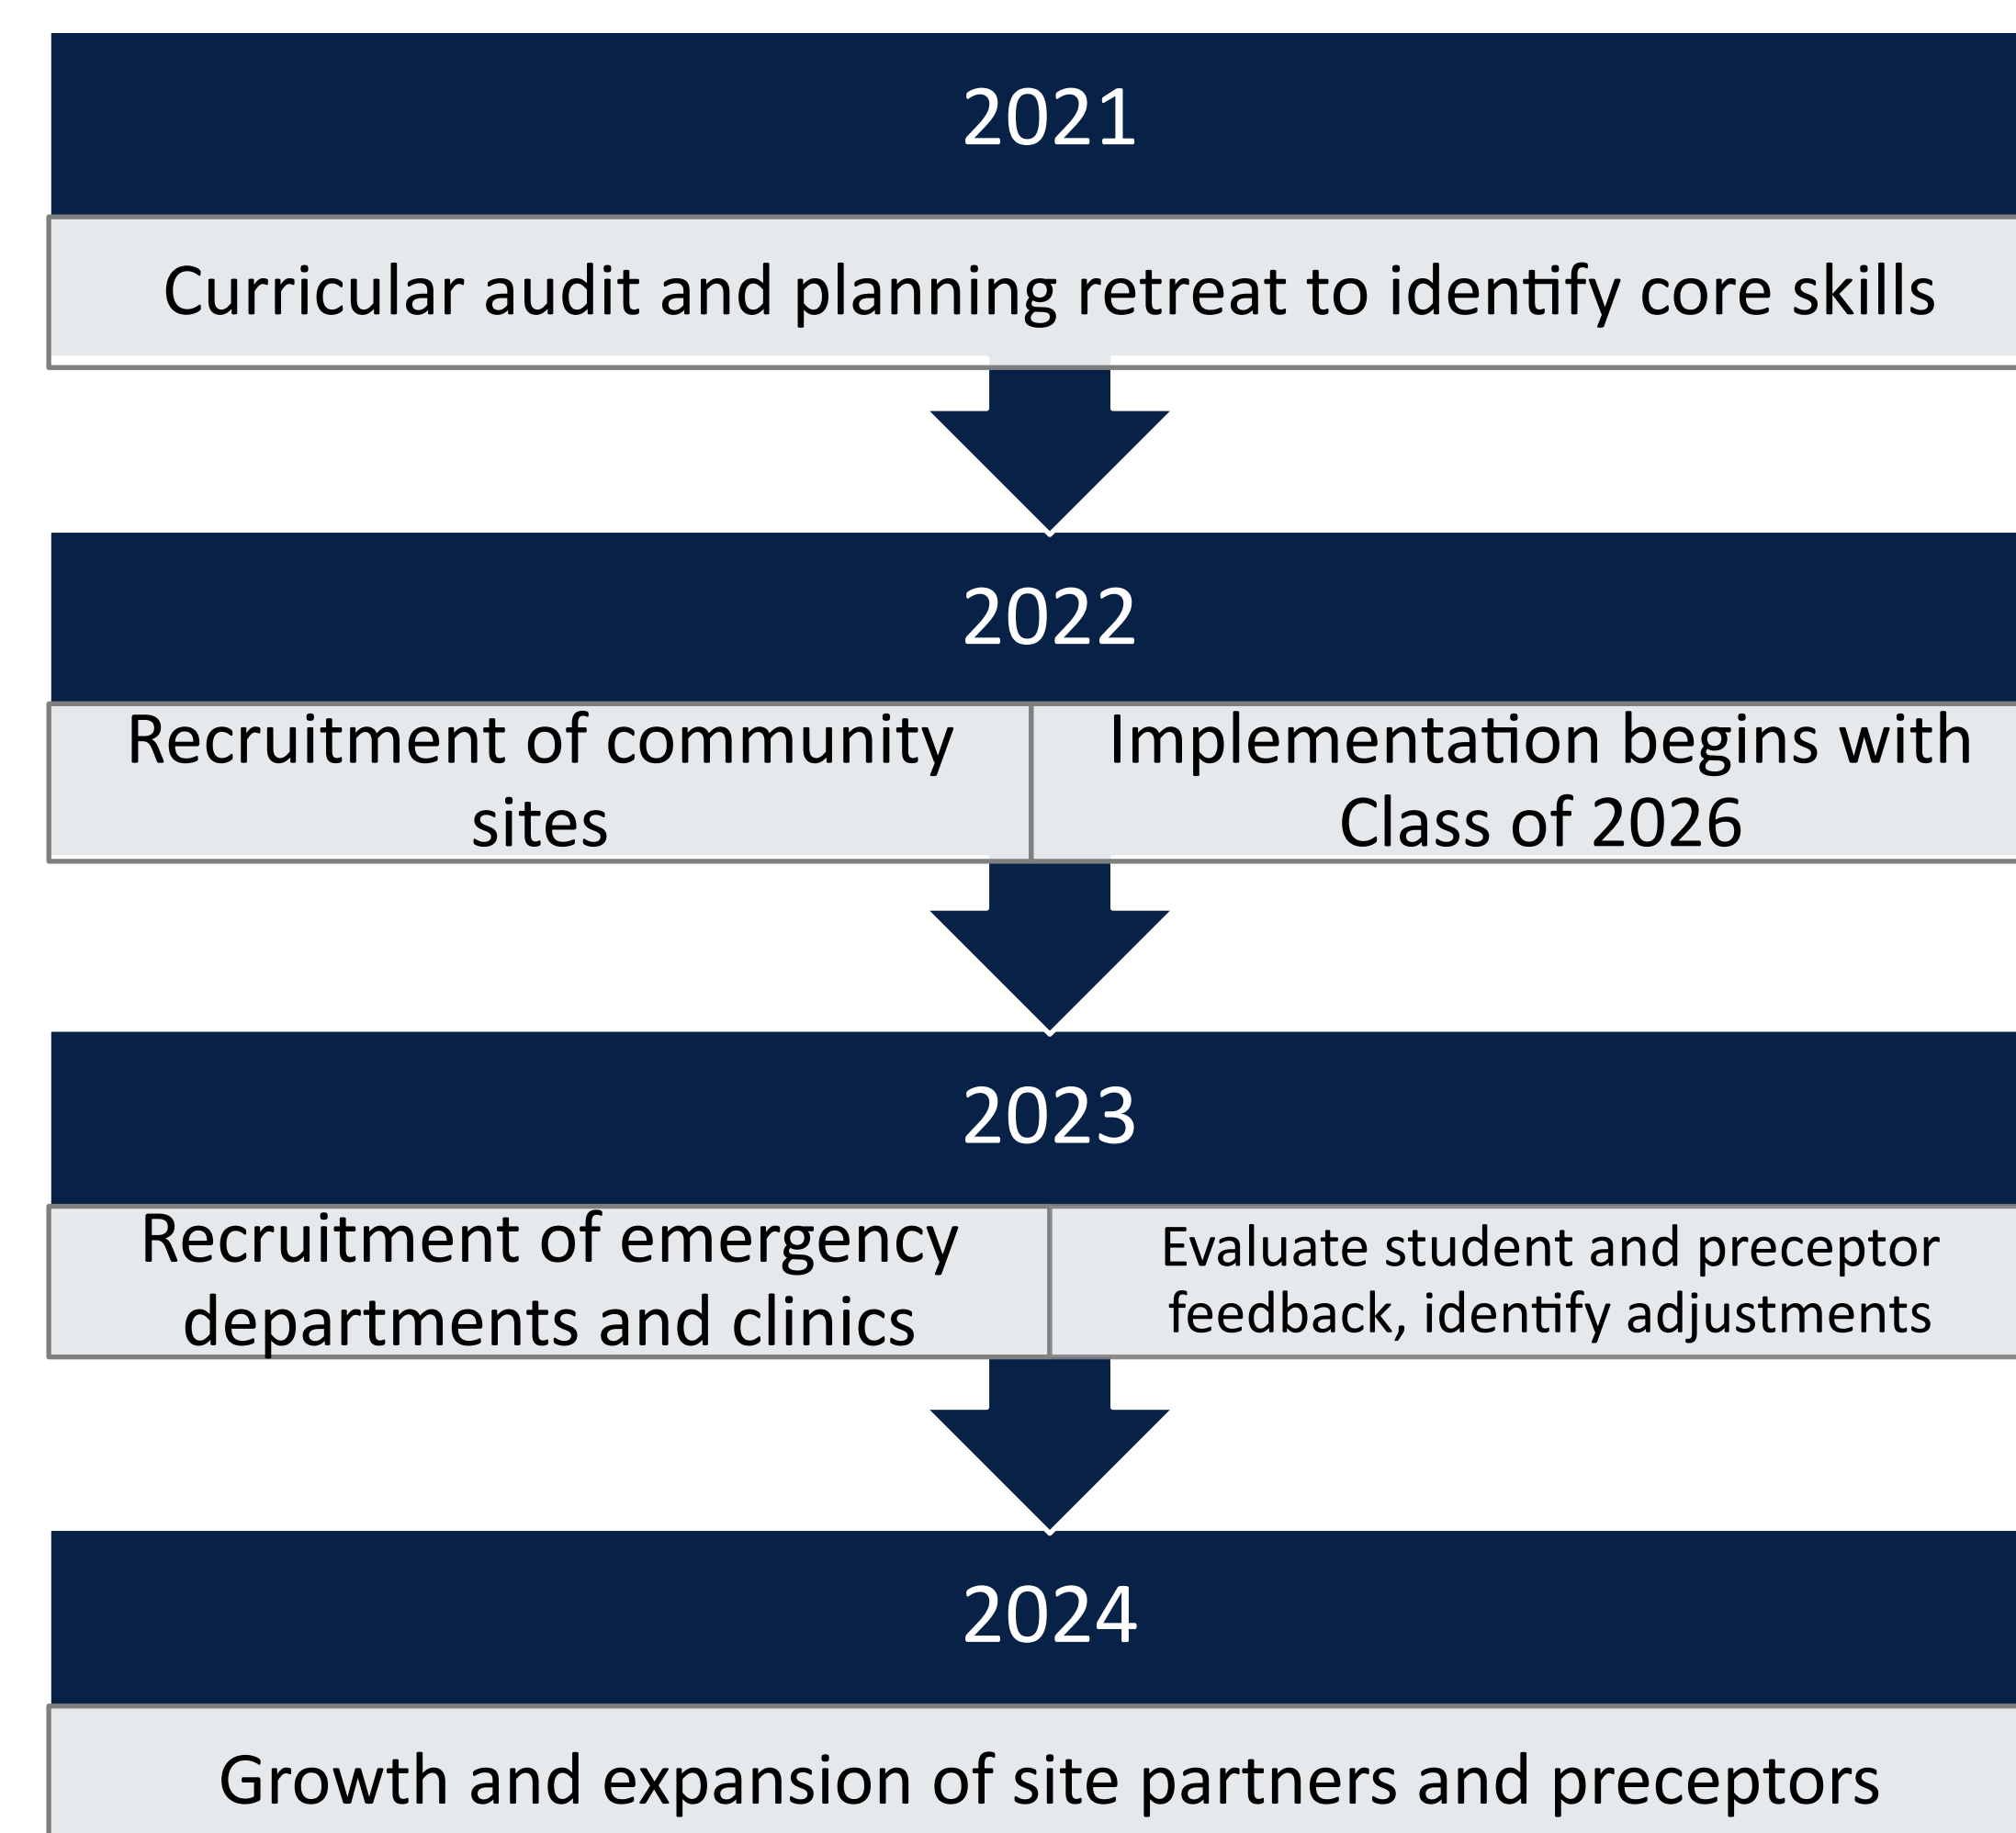 2021
Curricular audit and planning retreat to identify core skills
2022
Recruitment of community
sites
Implementation begins with
Class of 2026
2023
Recruitment of emergency
departments and clinics
Evaluate student and preceptor
feedback, identify adjustments
2024
Growth and expansion of site partners and preceptors